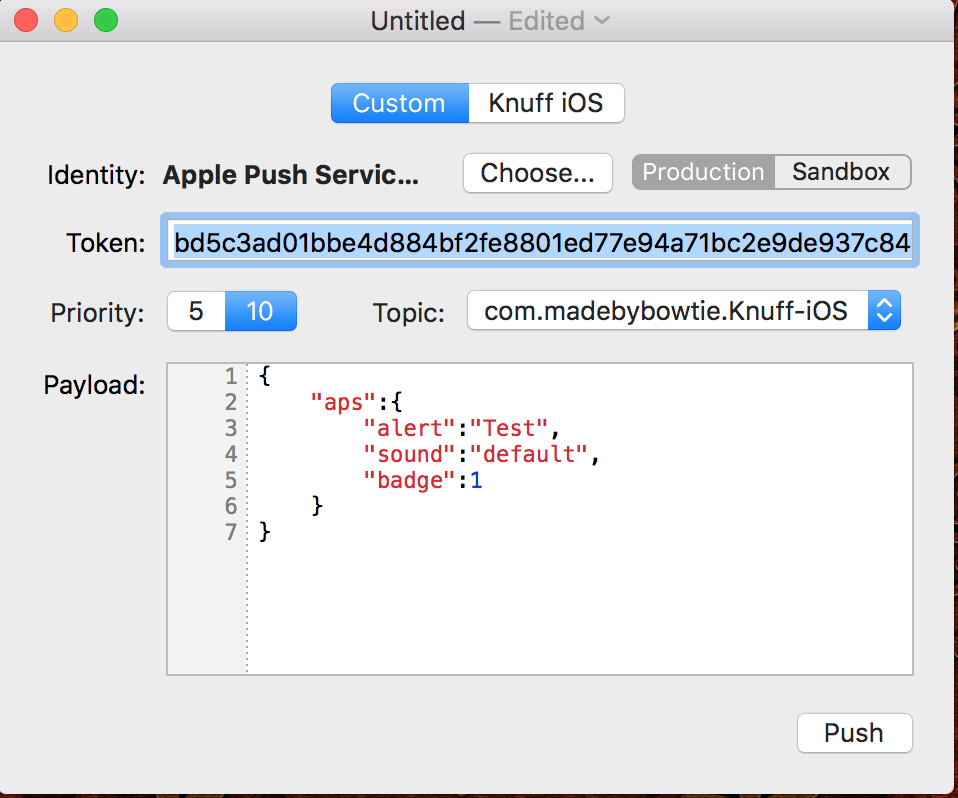 Untitled — Edited
Custom Knuff iOS
Identity: Apple Push Servic... Choose... Production Sandbox
Token: bd5c3ad01bbe4d884bf2fe8801ed77e94a71bc2e9de937c84
Priority: 5 10 Topic: com.madebybowtie.Knuff-iOS
Payload: 1 {
2 "aps":{
3 "alert":"Test",
4 "sound":"default",
5 "badge":1
6 }
7 }
Push